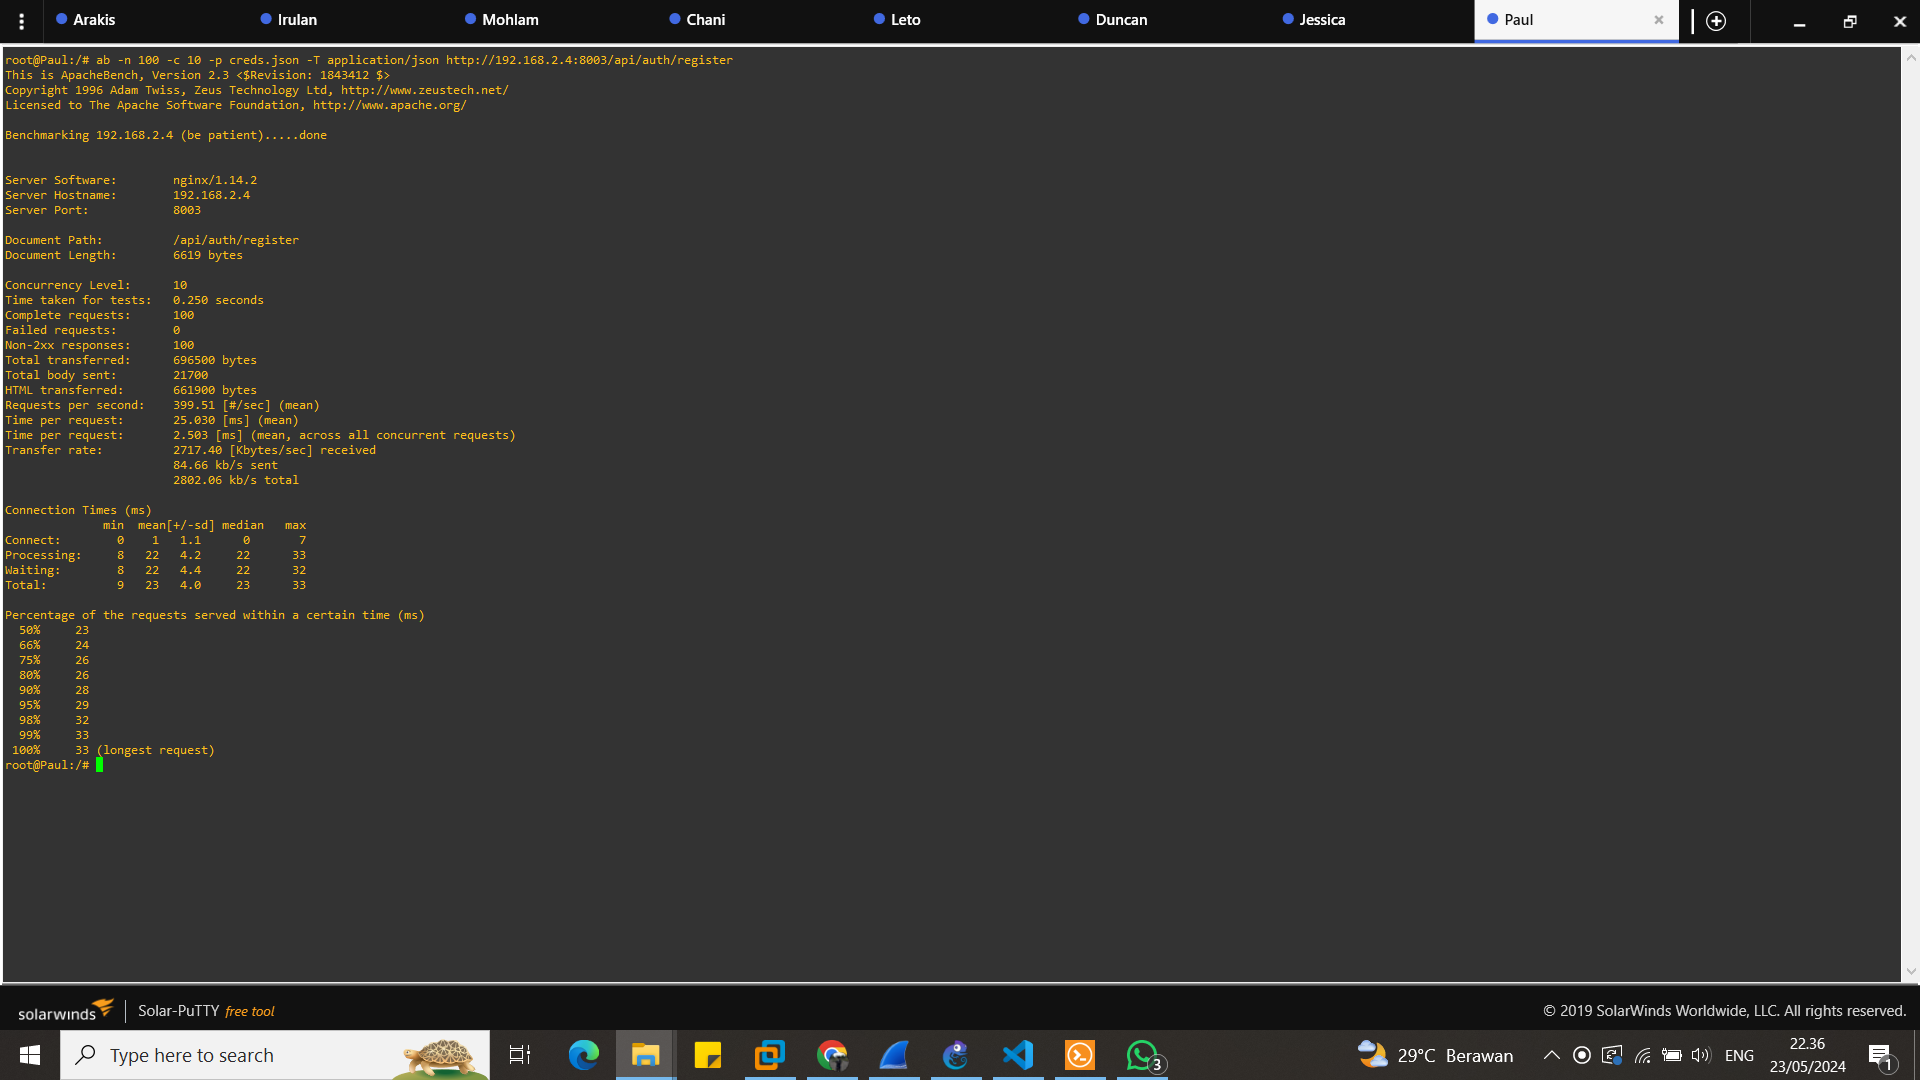 Arakis Irulan Mohlam Chani Leto Duncan Jessica Paul
root@Paul:/# ab -n 100 -c 10 -p creds.json -T application/json http://192.168.2.4:8003/api/auth/register
This is ApacheBench, Version 2.3 <$Revision: 1843412 $>
Copyright 1996 Adam Twiss, Zeus Technology Ltd, http://www.zeustech.net/
Licensed to The Apache Software Foundation, http://www.apache.org/
Benchmarking 192.168.2.4 (be patient).....done
Server Software: nginx/1.14.2
Server Hostname: 192.168.2.4
Server Port: 8003
Document Path: /api/auth/register
Document Length: 6619 bytes
Concurrency Level: 10
Time taken for tests: 0.250 seconds
Complete requests: 100
Failed requests: 0
Non-2xx responses: 100
Total transferred: 696500 bytes
Total body sent: 21700
HTML transferred: 661900 bytes
Requests per second: 399.51 [#/sec] (mean)
Time per request: 25.030 [ms] (mean)
Time per request: 2.503 [ms] (mean, across all concurrent requests)
Transfer rate: 2717.40 [Kbytes/sec] received
84.66 kb/s sent
2802.06 kb/s total
Connection Times (ms)
min mean[+/-sd] median max
Connect: 0 1 1.1 0 7
Processing: 8 22 4.2 22 33
Waiting: 8 22 4.4 22 32
Total: 9 23 4.0 23 33
Percentage of the requests served within a certain time (ms)
50% 23
66% 24
75% 26
80% 26
90% 28
95% 29
98% 32
99% 33
100% 33 (longest request)
root@Paul:/#
solarwinds Solar-PuTTY free tool © 2019 SolarWinds Worldwide, LLC. All rights reserved.
Type here to search 3 29°C Berawan ENG 22.36 1
23/05/2024